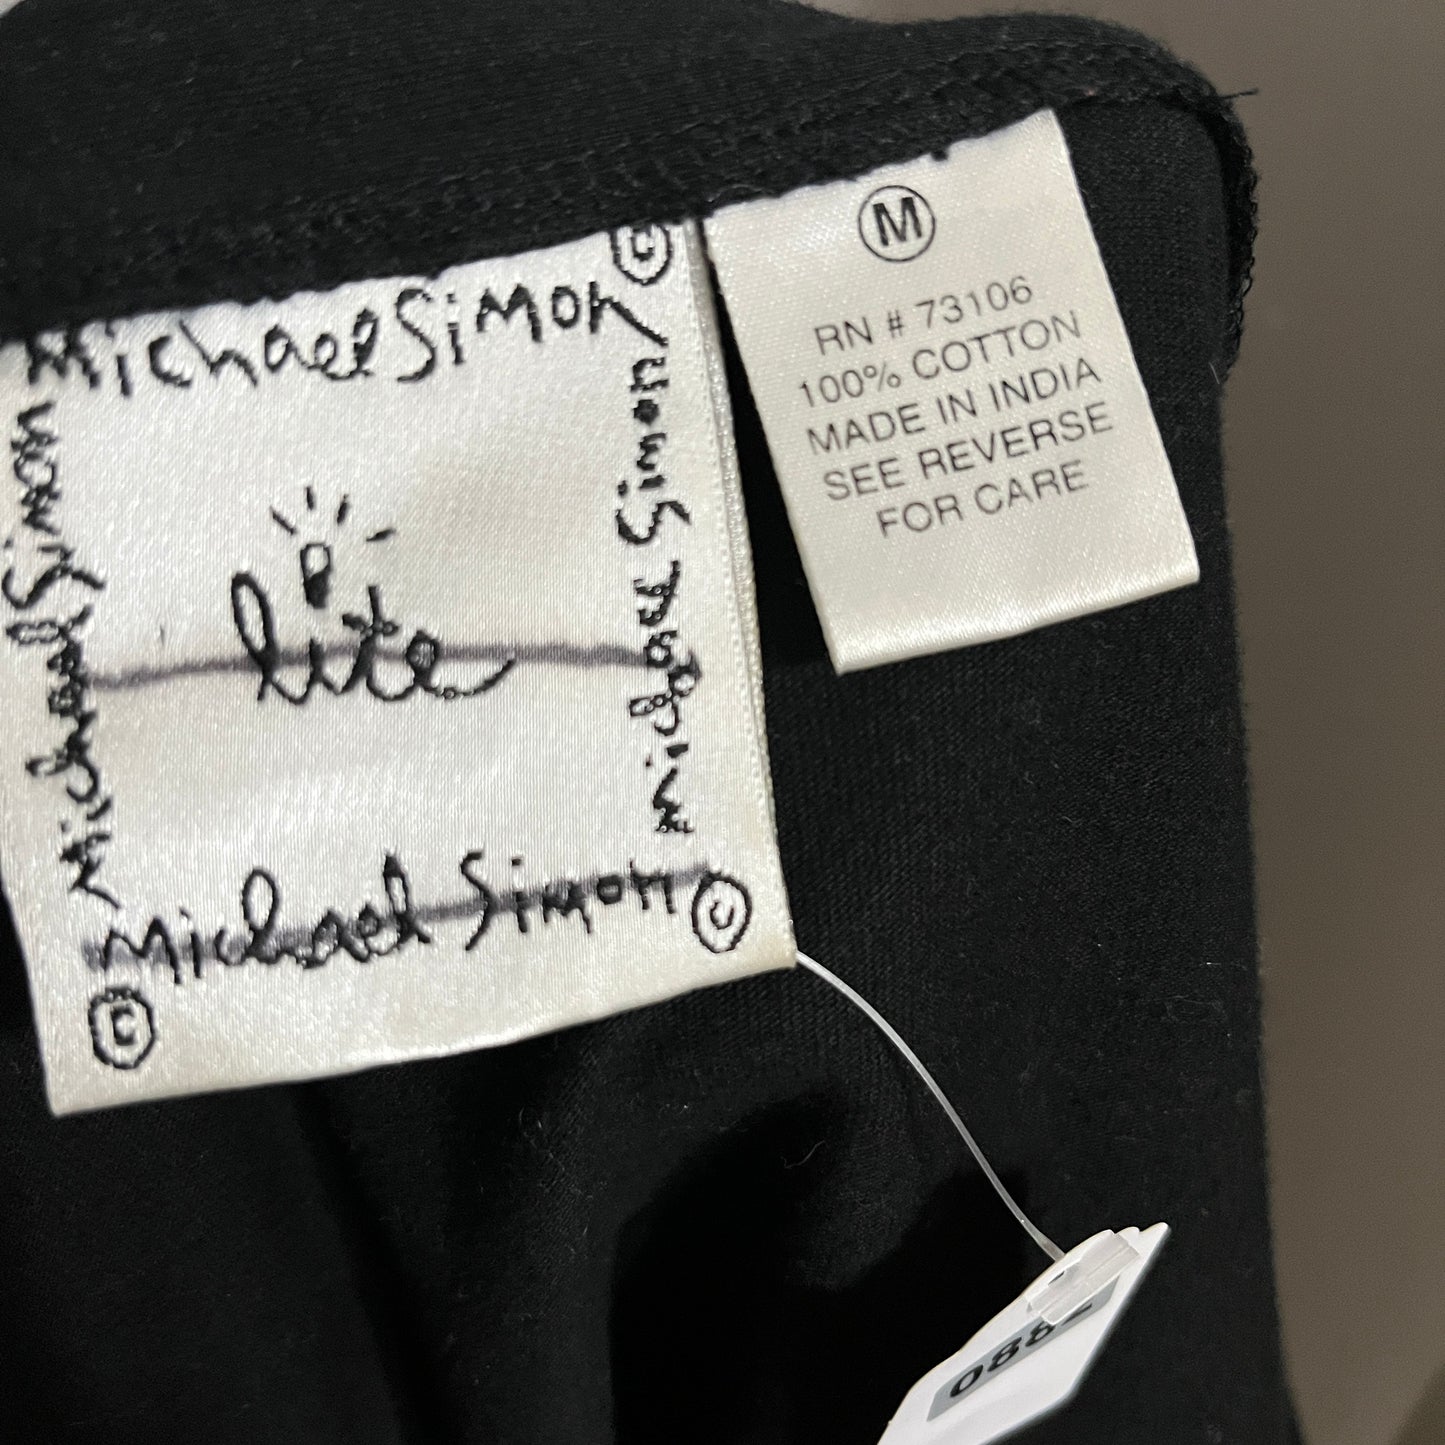 Michael Simon ©
Michael Simon
Michael Simon
lite
Michael Simon ©
©
M
RN # 73106
100% COTTON
MADE IN INDIA
SEE REVERSE
FOR CARE